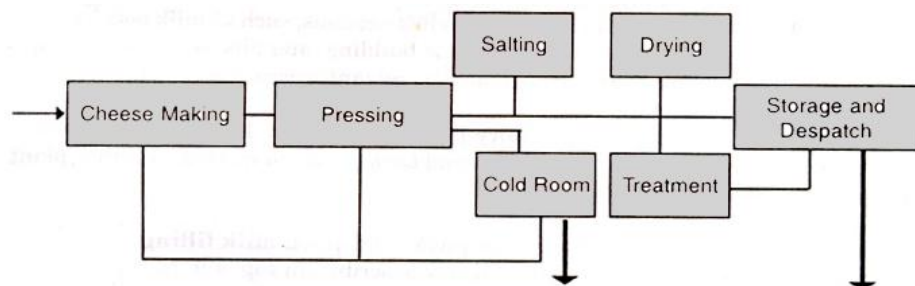 Salting
Drying
Cheese Making
Pressing
Storage and
Despatch
Cold Room
Treatment